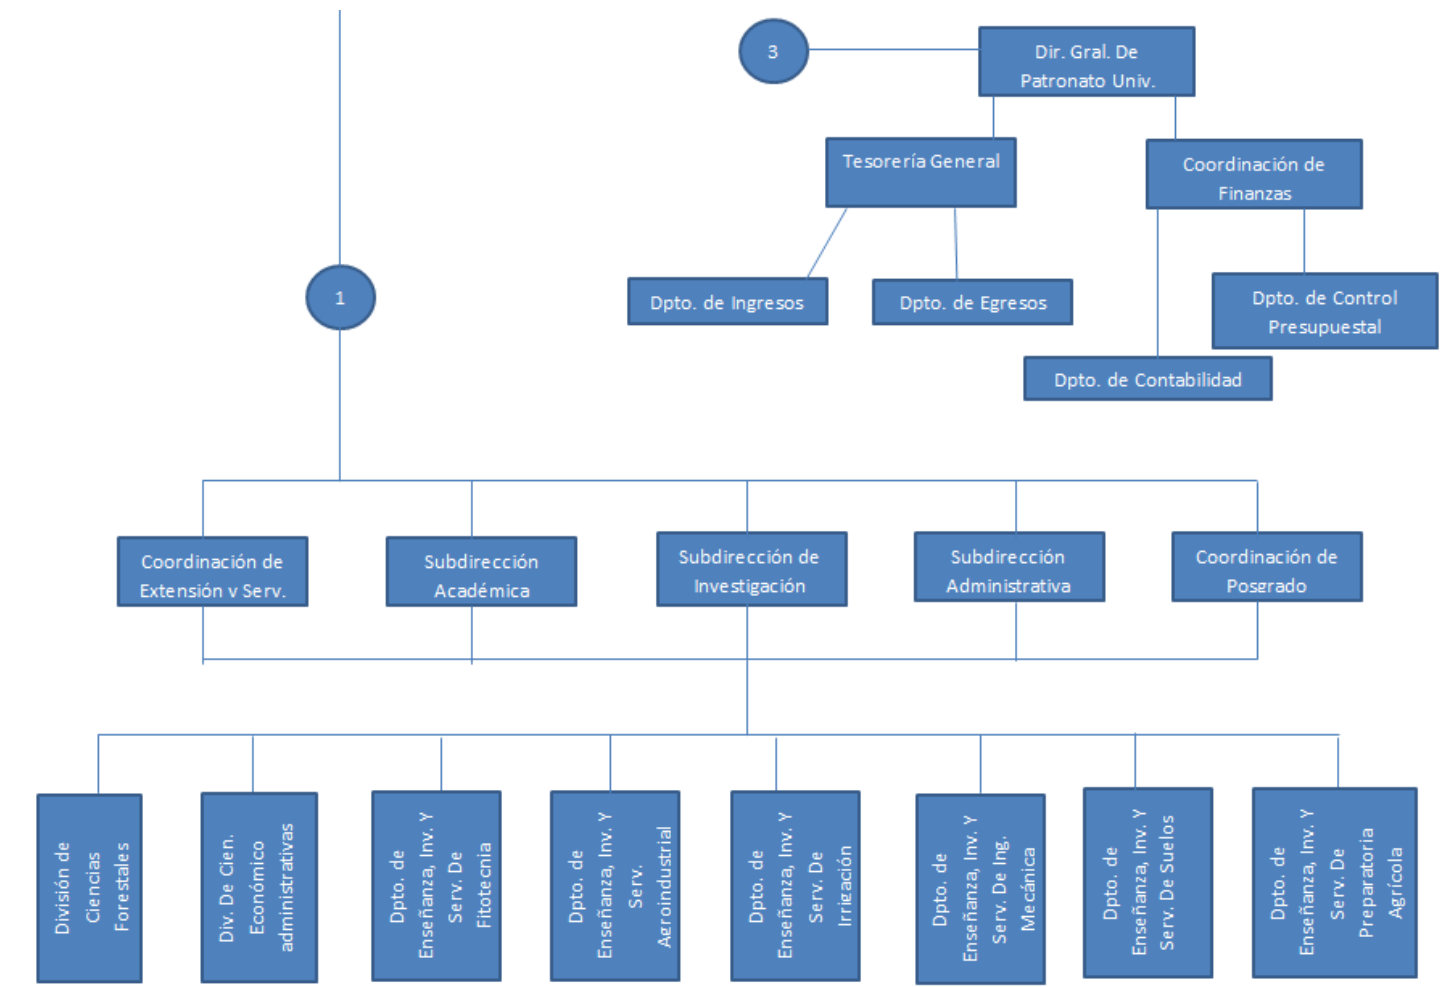 3
Dir. Gral. De
Patronato Univ.
Tesorería General
Coordinación de
Finanzas
Dpto. de Ingresos
Dpto. de Egresos
Dpto. de Control
Presupuestal
Dpto. de Contabilidad
1
Coordinación de
Extensión y Serv.
Subdirección
Académica
Subdirección de
Investigación
Subdirección
Administrativa
Coordinación de
Posgrado
División de
Ciencias
Forestales
Div. De Cien.
Económico
administrativas
Dpto. de
Enseñanza, Inv. Y
Serv. De
Fitotecnia
Dpto. de
Enseñanza, Inv. Y
Serv.
Agroindustrial
Dpto. de
Enseñanza, Inv. Y
Serv. De
Irrigación
Dpto. de
Enseñanza, Inv. Y
Serv. De Ing.
Mecánica
Dpto. de
Enseñanza, Inv. Y
Serv. De Suelos
Dpto. de
Enseñanza, Inv. Y
Serv. De
Preparatoria
Agrícola